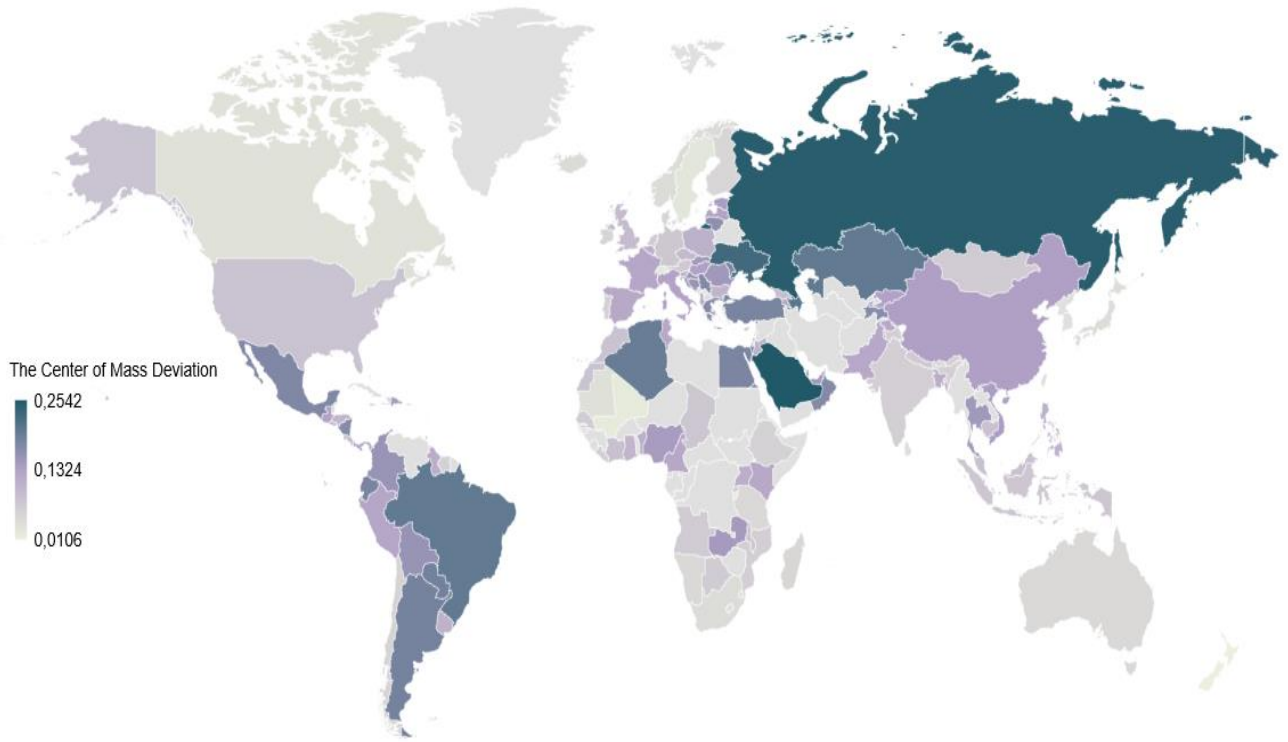 The Center of Mass Deviation
0,2542
0,1324
0,0106